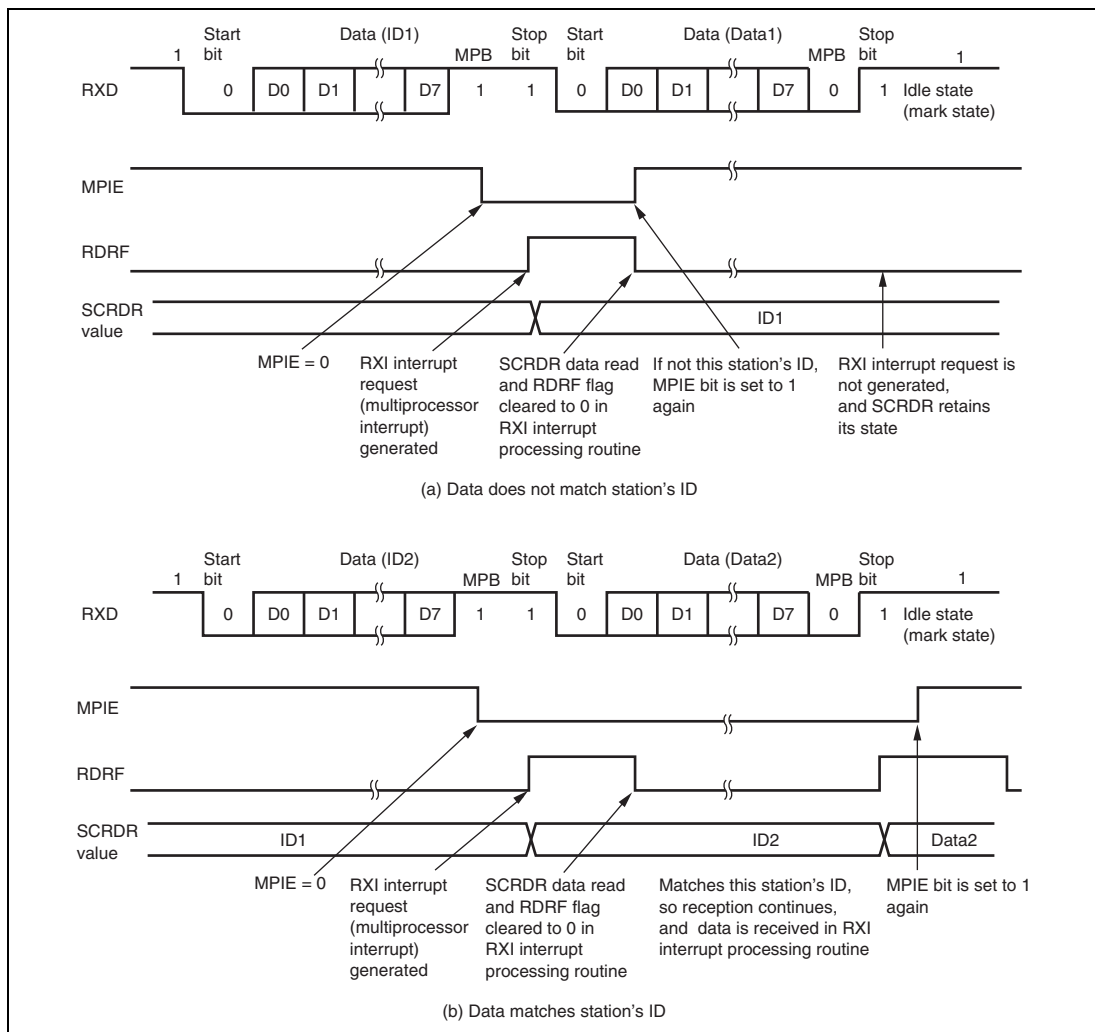 Start bit Data (ID1) MPB Stop bit Start bit Data (Data1) MPB Stop bit
1 1
RXD 0 D0 D1 D7 1 1 0 D0 D1 D7 0 1 Idle state (mark state)
MPIE
RDRF
SCRDR value
ID1
MPIE = 0
RXI interrupt request (multiprocessor interrupt) generated
SCRDR data read and RDRF flag cleared to 0 in RXI interrupt processing routine
If not this station's ID, MPIE bit is set to 1 again
RXI interrupt request is not generated, and SCRDR retains its state
(a) Data does not match station's ID
Start bit Data (ID2) MPB Stop bit Start bit Data (Data2) MPB Stop bit
1 1
RXD 0 D0 D1 D7 1 1 0 D0 D1 D7 0 1 Idle state (mark state)
MPIE
RDRF
SCRDR value
ID1 ID2 Data2
MPIE = 0
RXI interrupt request (multiprocessor interrupt) generated
SCRDR data read and RDRF flag cleared to 0 in RXI interrupt processing routine
Matches this station's ID, so reception continues, and data is received in RXI interrupt processing routine
MPIE bit is set to 1 again
(b) Data matches station's ID